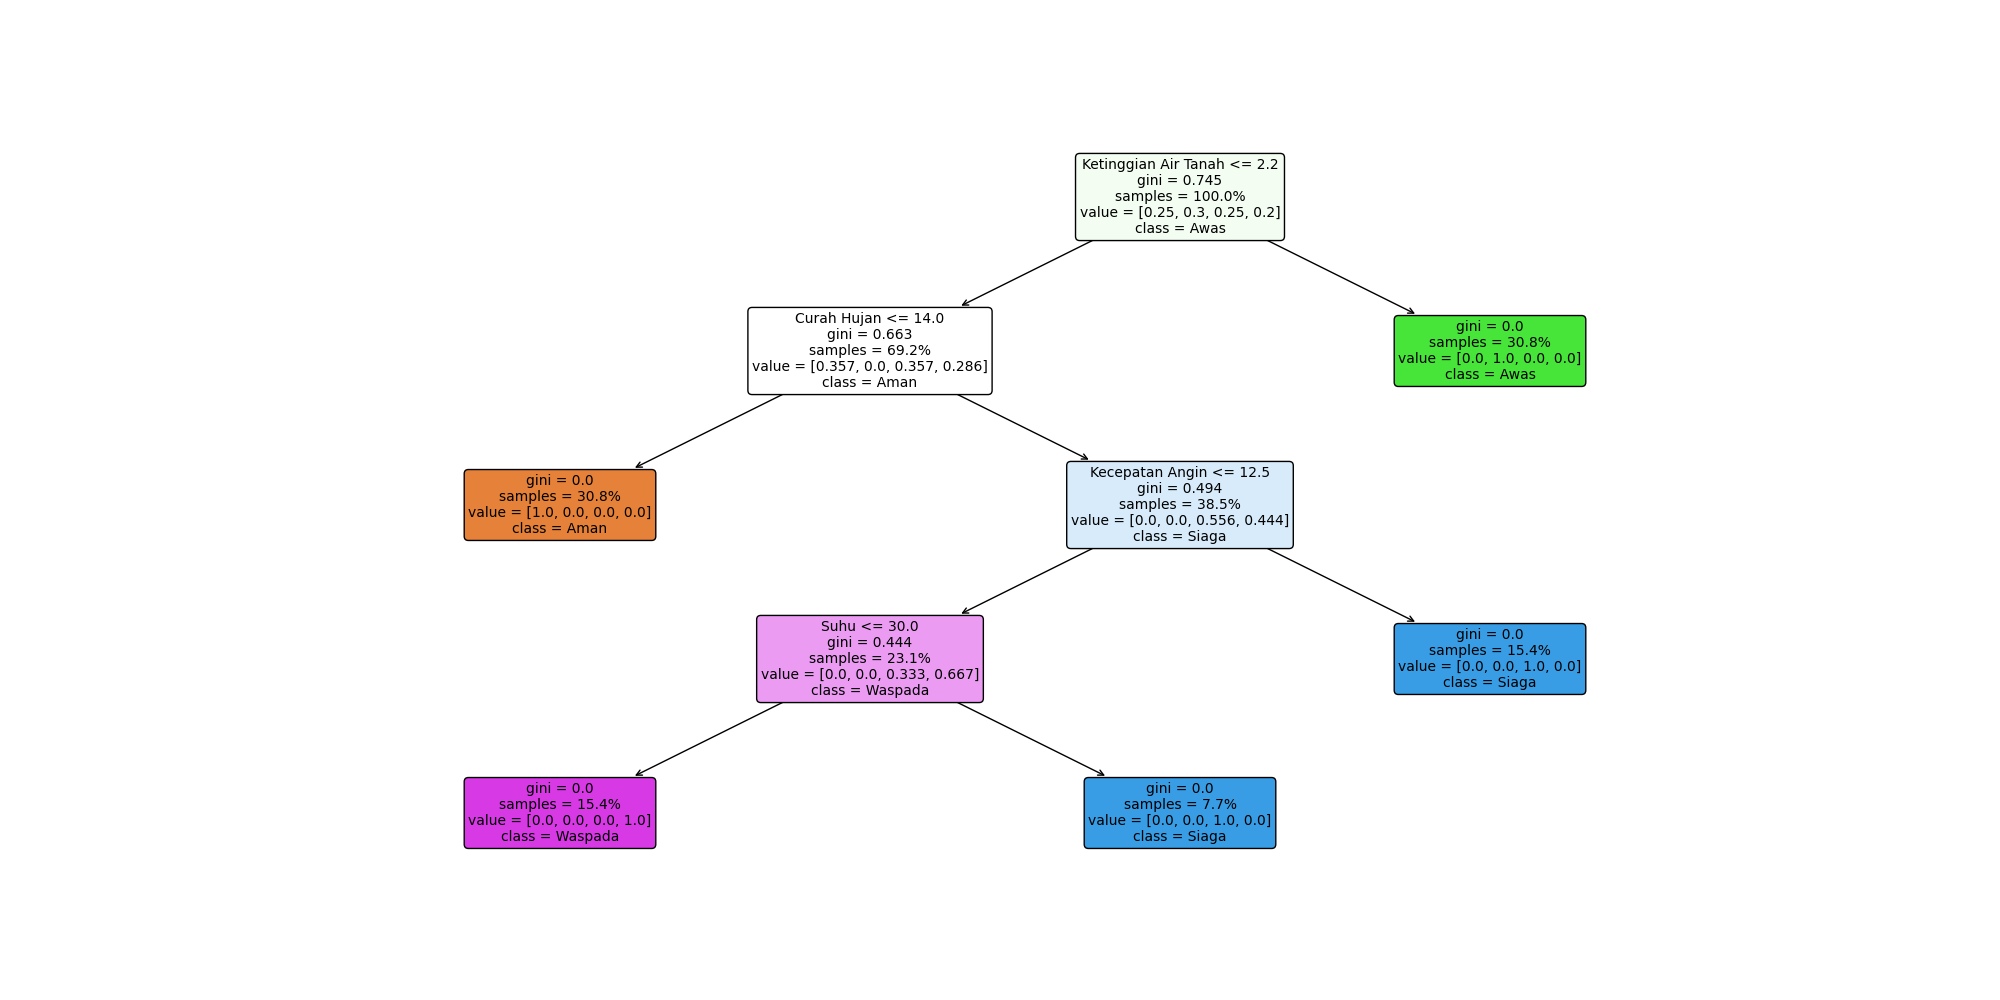 Ketinggian Air Tanah <= 2.2
gini = 0.745
samples = 100.0%
value = [0.25, 0.3, 0.25, 0.2]
class = Awas
Curah Hujan <= 14.0
gini = 0.663
samples = 69.2%
value = [0.357, 0.0, 0.357, 0.286]
class = Aman
gini = 0.0
samples = 30.8%
value = [0.0, 1.0, 0.0, 0.0]
class = Awas
gini = 0.0
samples = 30.8%
value = [1.0, 0.0, 0.0, 0.0]
class = Aman
Kecepatan Angin <= 12.5
gini = 0.494
samples = 38.5%
value = [0.0, 0.0, 0.556, 0.444]
class = Siaga
Suhu <= 30.0
gini = 0.444
samples = 23.1%
value = [0.0, 0.0, 0.333, 0.667]
class = Waspada
gini = 0.0
samples = 15.4%
value = [0.0, 0.0, 1.0, 0.0]
class = Siaga
gini = 0.0
samples = 15.4%
value = [0.0, 0.0, 0.0, 1.0]
class = Waspada
gini = 0.0
samples = 7.7%
value = [0.0, 0.0, 1.0, 0.0]
class = Siaga